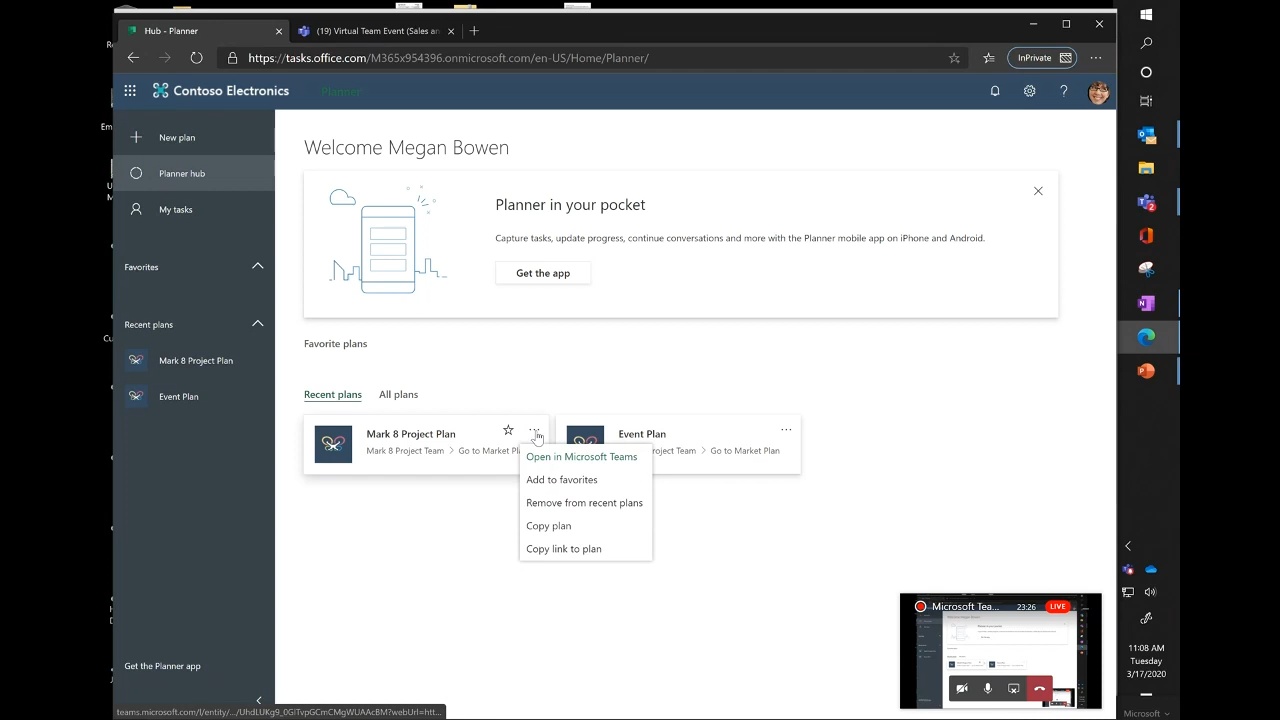 Hub - Planner
(19) Virtual Team Event (Sales an
https://tasks.office.com/M365x954396.onmicrosoft.com/en-US/Home/Planner/
InPrivate
Contoso Electronics
Planner
New plan
Planner hub
My tasks
Favorites
Recent plans
Mark 8 Project Plan
Event Plan
Get the Planner app
Welcome Megan Bowen
Planner in your pocket
Capture tasks, update progress, continue conversations and more with the Planner mobile app on iPhone and Android.
Get the app
Favorite plans
Recent plans
All plans
Mark 8 Project Plan
Mark 8 Project Team > Go to Market Pl
Event Plan
roject Team > Go to Market Plan
Open in Microsoft Teams
Add to favorites
Remove from recent plans
Copy plan
Copy link to plan
Microsoft Tea...
23:26
LIVE
11:08 AM
Tuesday
3/17/2020
Microsoft